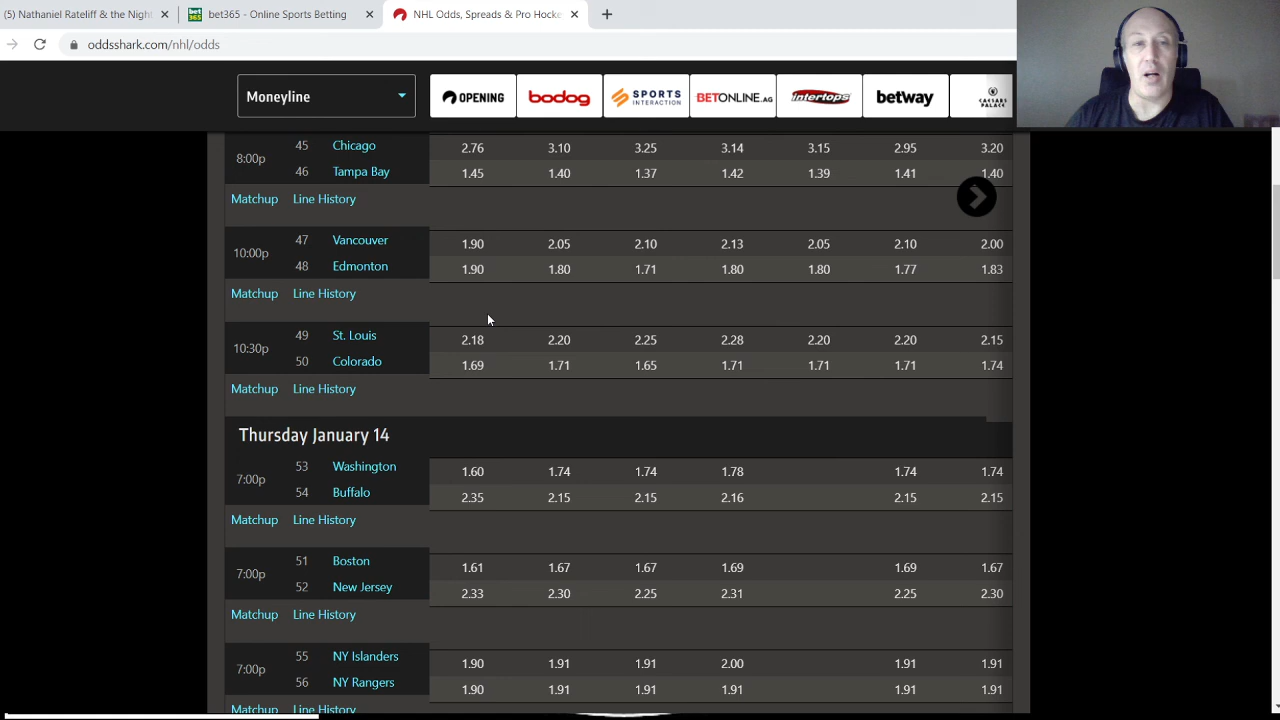 (5) Nathaniel Rateliff & the Night
bet365 - Online Sports Betting
NHL Odds, Spreads & Pro Hocke
oddsshark.com/nhl/odds
Moneyline OPENING bodog SPORTS INTERACTION BETONLINE.AG intertops betway CAESARS PALACE
8:00p
45 Chicago 2.76 3.10 3.25 3.14 3.15 2.95 3.20
46 Tampa Bay 1.45 1.40 1.37 1.42 1.39 1.41 1.40
Matchup Line History
10:00p
47 Vancouver 1.90 2.05 2.10 2.13 2.05 2.10 2.00
48 Edmonton 1.90 1.80 1.71 1.80 1.80 1.77 1.83
Matchup Line History
10:30p
49 St. Louis 2.18 2.20 2.25 2.28 2.20 2.20 2.15
50 Colorado 1.69 1.71 1.65 1.71 1.71 1.71 1.74
Matchup Line History
Thursday January 14
7:00p
53 Washington 1.60 1.74 1.74 1.78 1.74 1.74
54 Buffalo 2.35 2.15 2.15 2.16 2.15 2.15
Matchup Line History
7:00p
51 Boston 1.61 1.67 1.67 1.69 1.69 1.67
52 New Jersey 2.33 2.30 2.25 2.31 2.25 2.30
Matchup Line History
7:00p
55 NY Islanders 1.90 1.91 1.91 2.00 1.91 1.91
56 NY Rangers 1.90 1.91 1.91 1.91 1.91 1.91
Matchup Line History